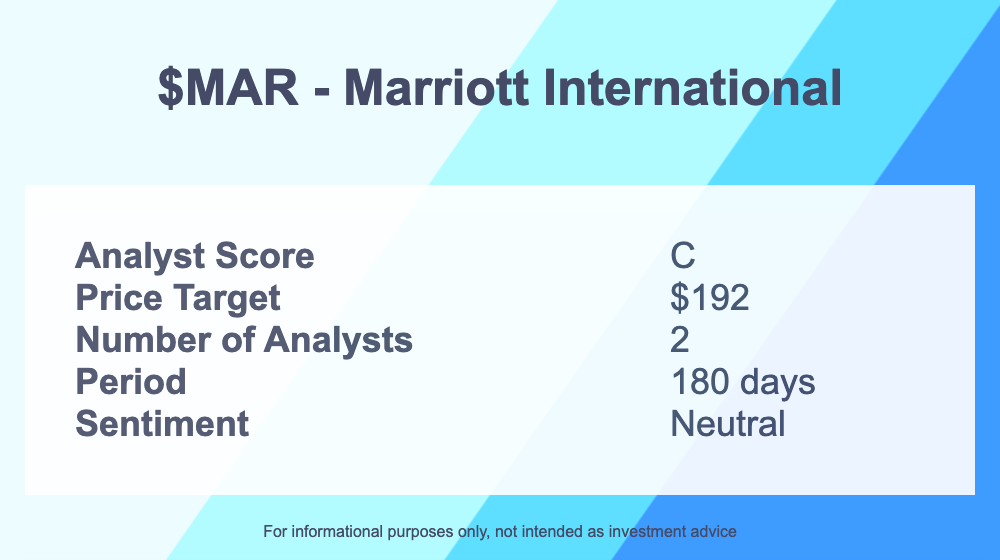 $MAR - Marriott International
Analyst Score C
Price Target $192
Number of Analysts 2
Period 180 days
Sentiment Neutral
For informational purposes only, not intended as investment advice